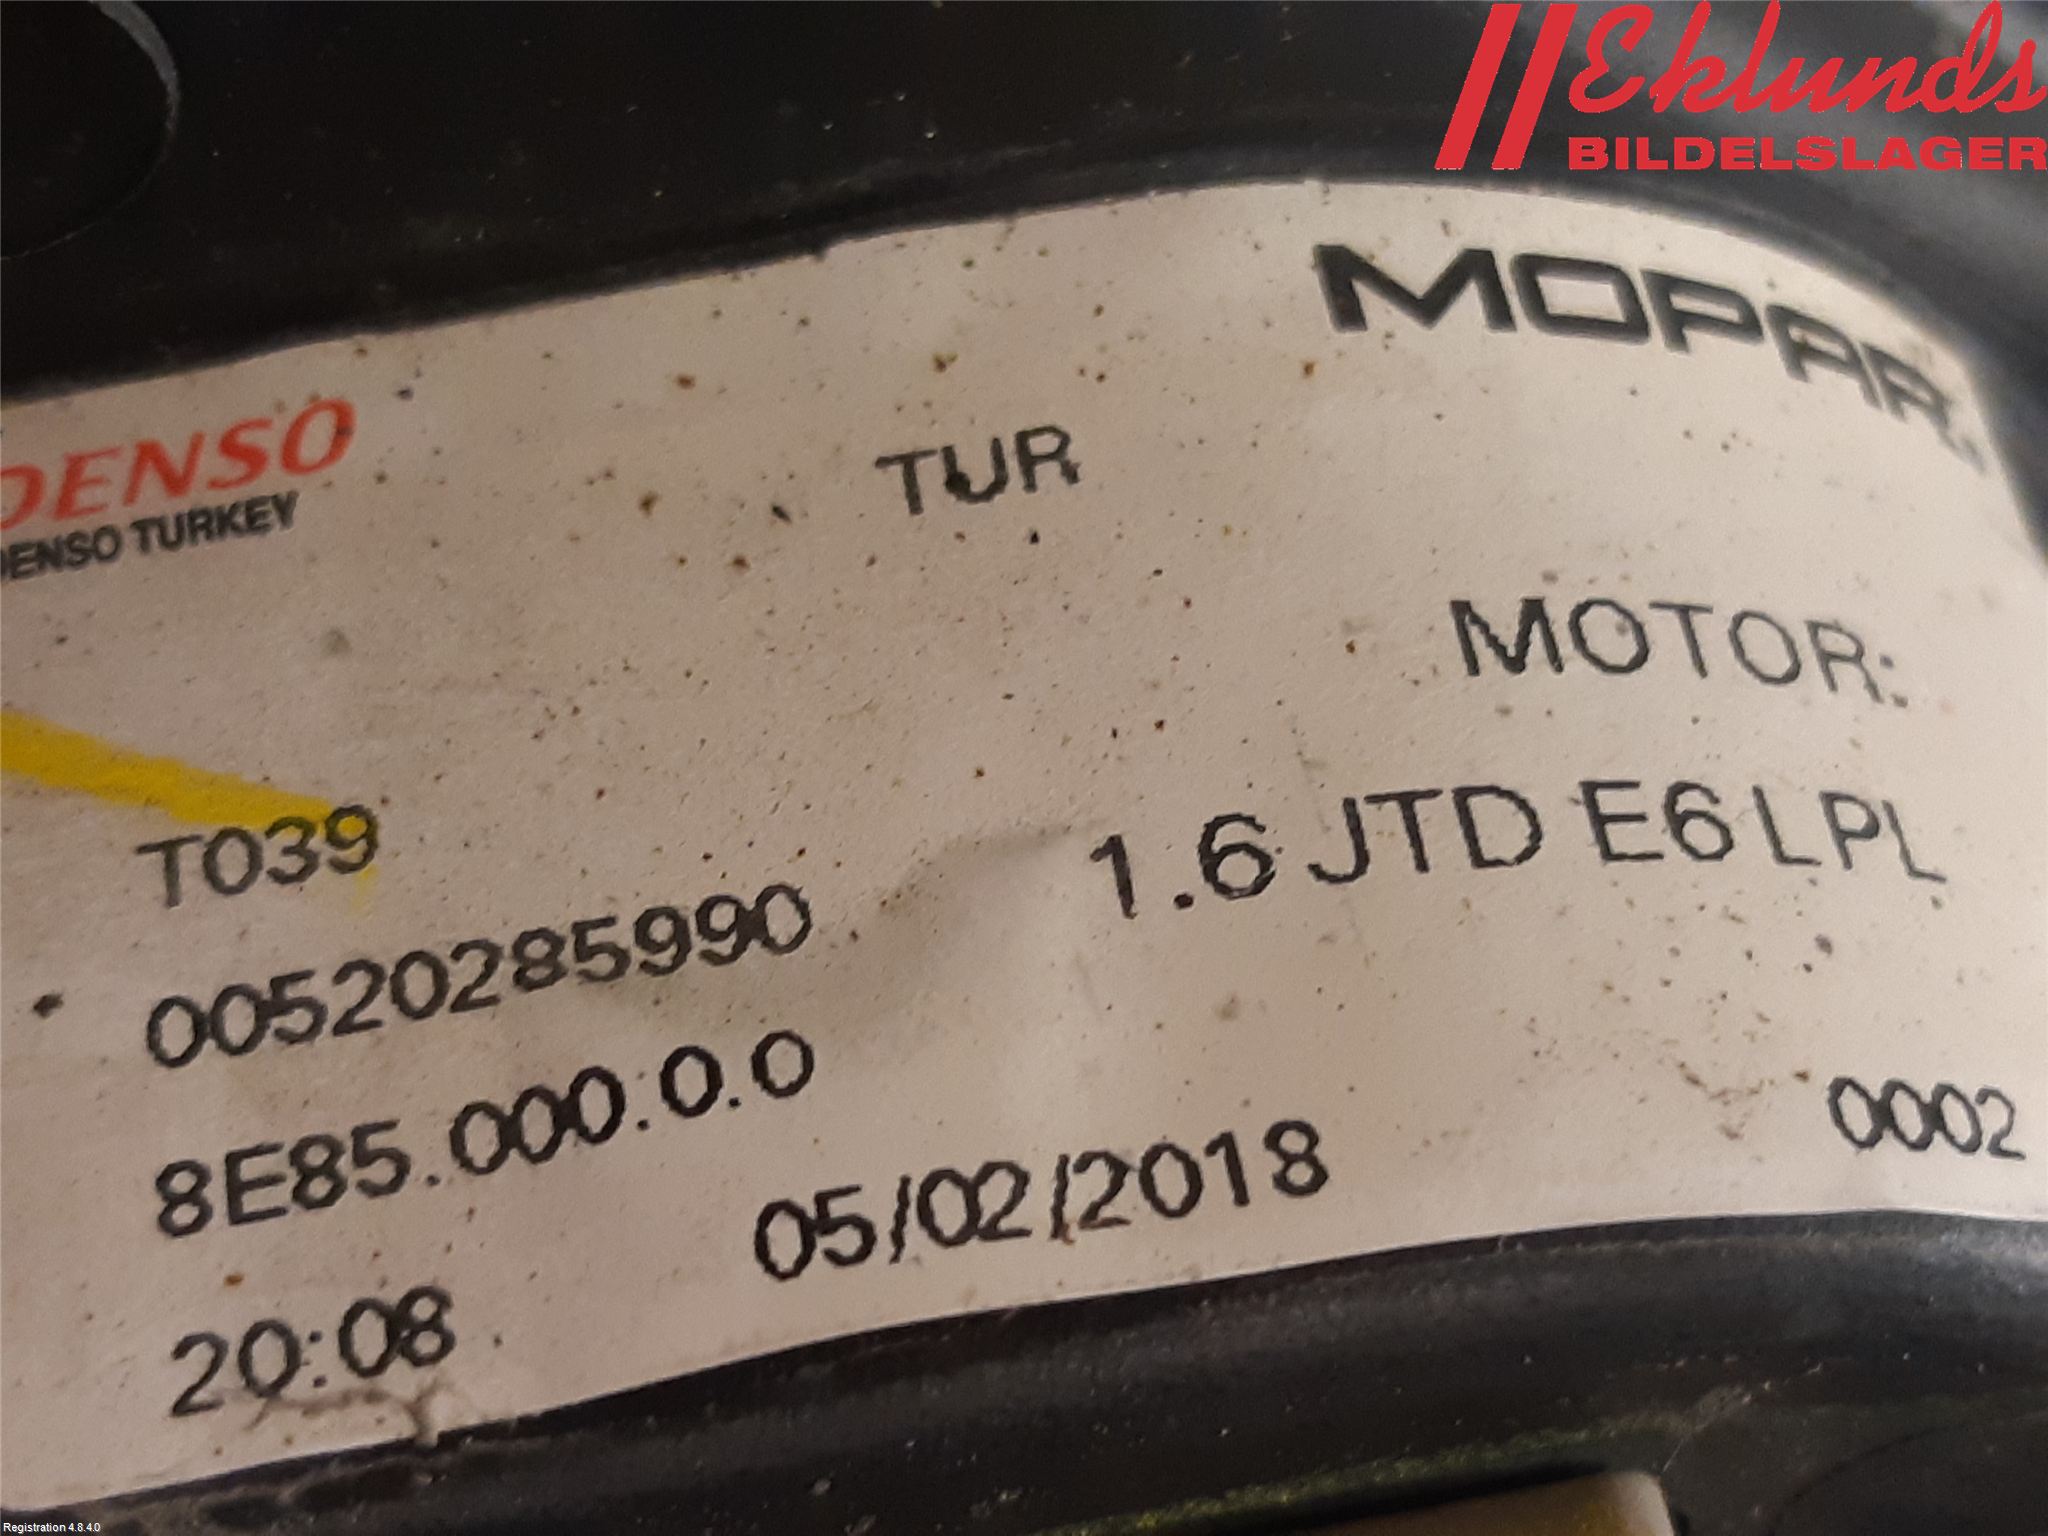 Eklunds
BILDELSLAGER
MOPAR.
DENSO
DENSO TURKEY
TUR
MOTOR:
1.6 JTD E6 LPL
T039
00520285990
8E85.000.0.0
0002
20:08
05/02/2018
Registration 4.8.4.0